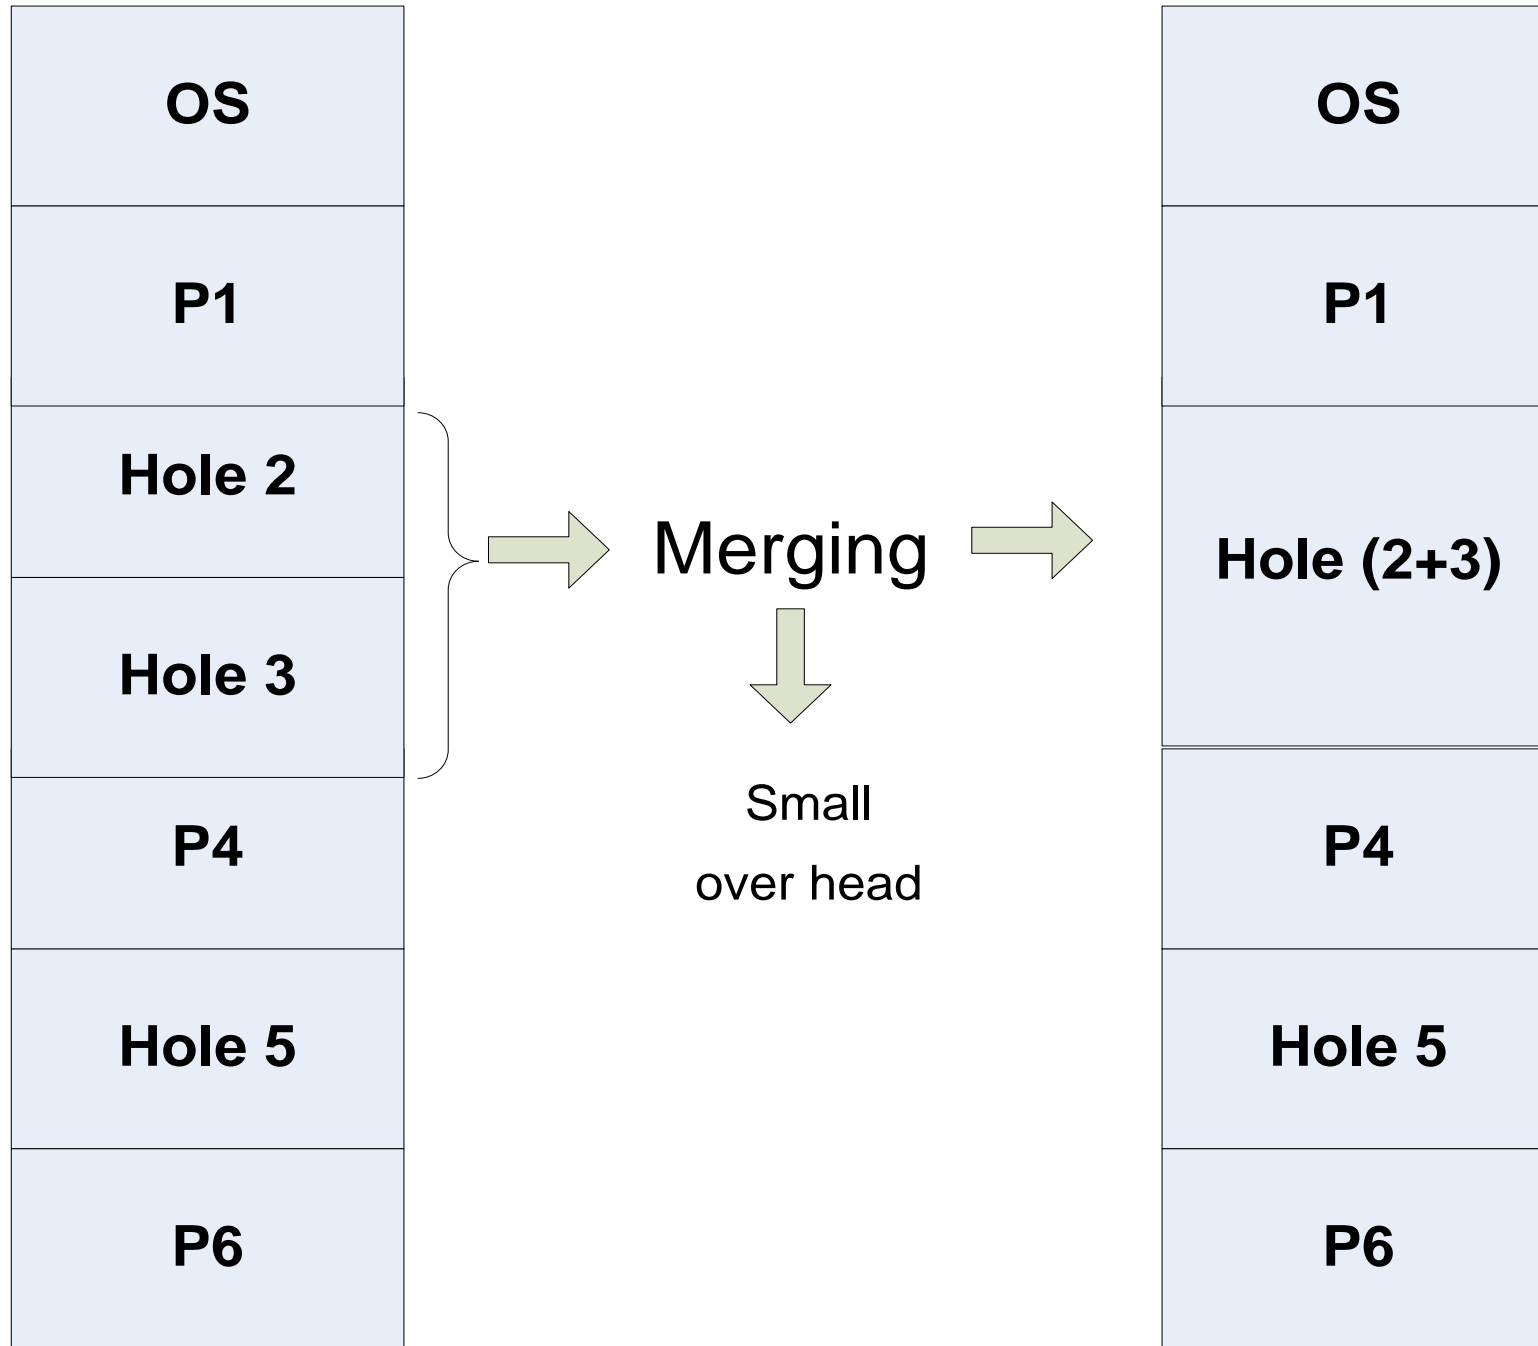 OS
P1
Hole 2
Hole 3
P4
Hole 5
P6
Merging
Small
over head
OS
P1
Hole (2+3)
P4
Hole 5
P6